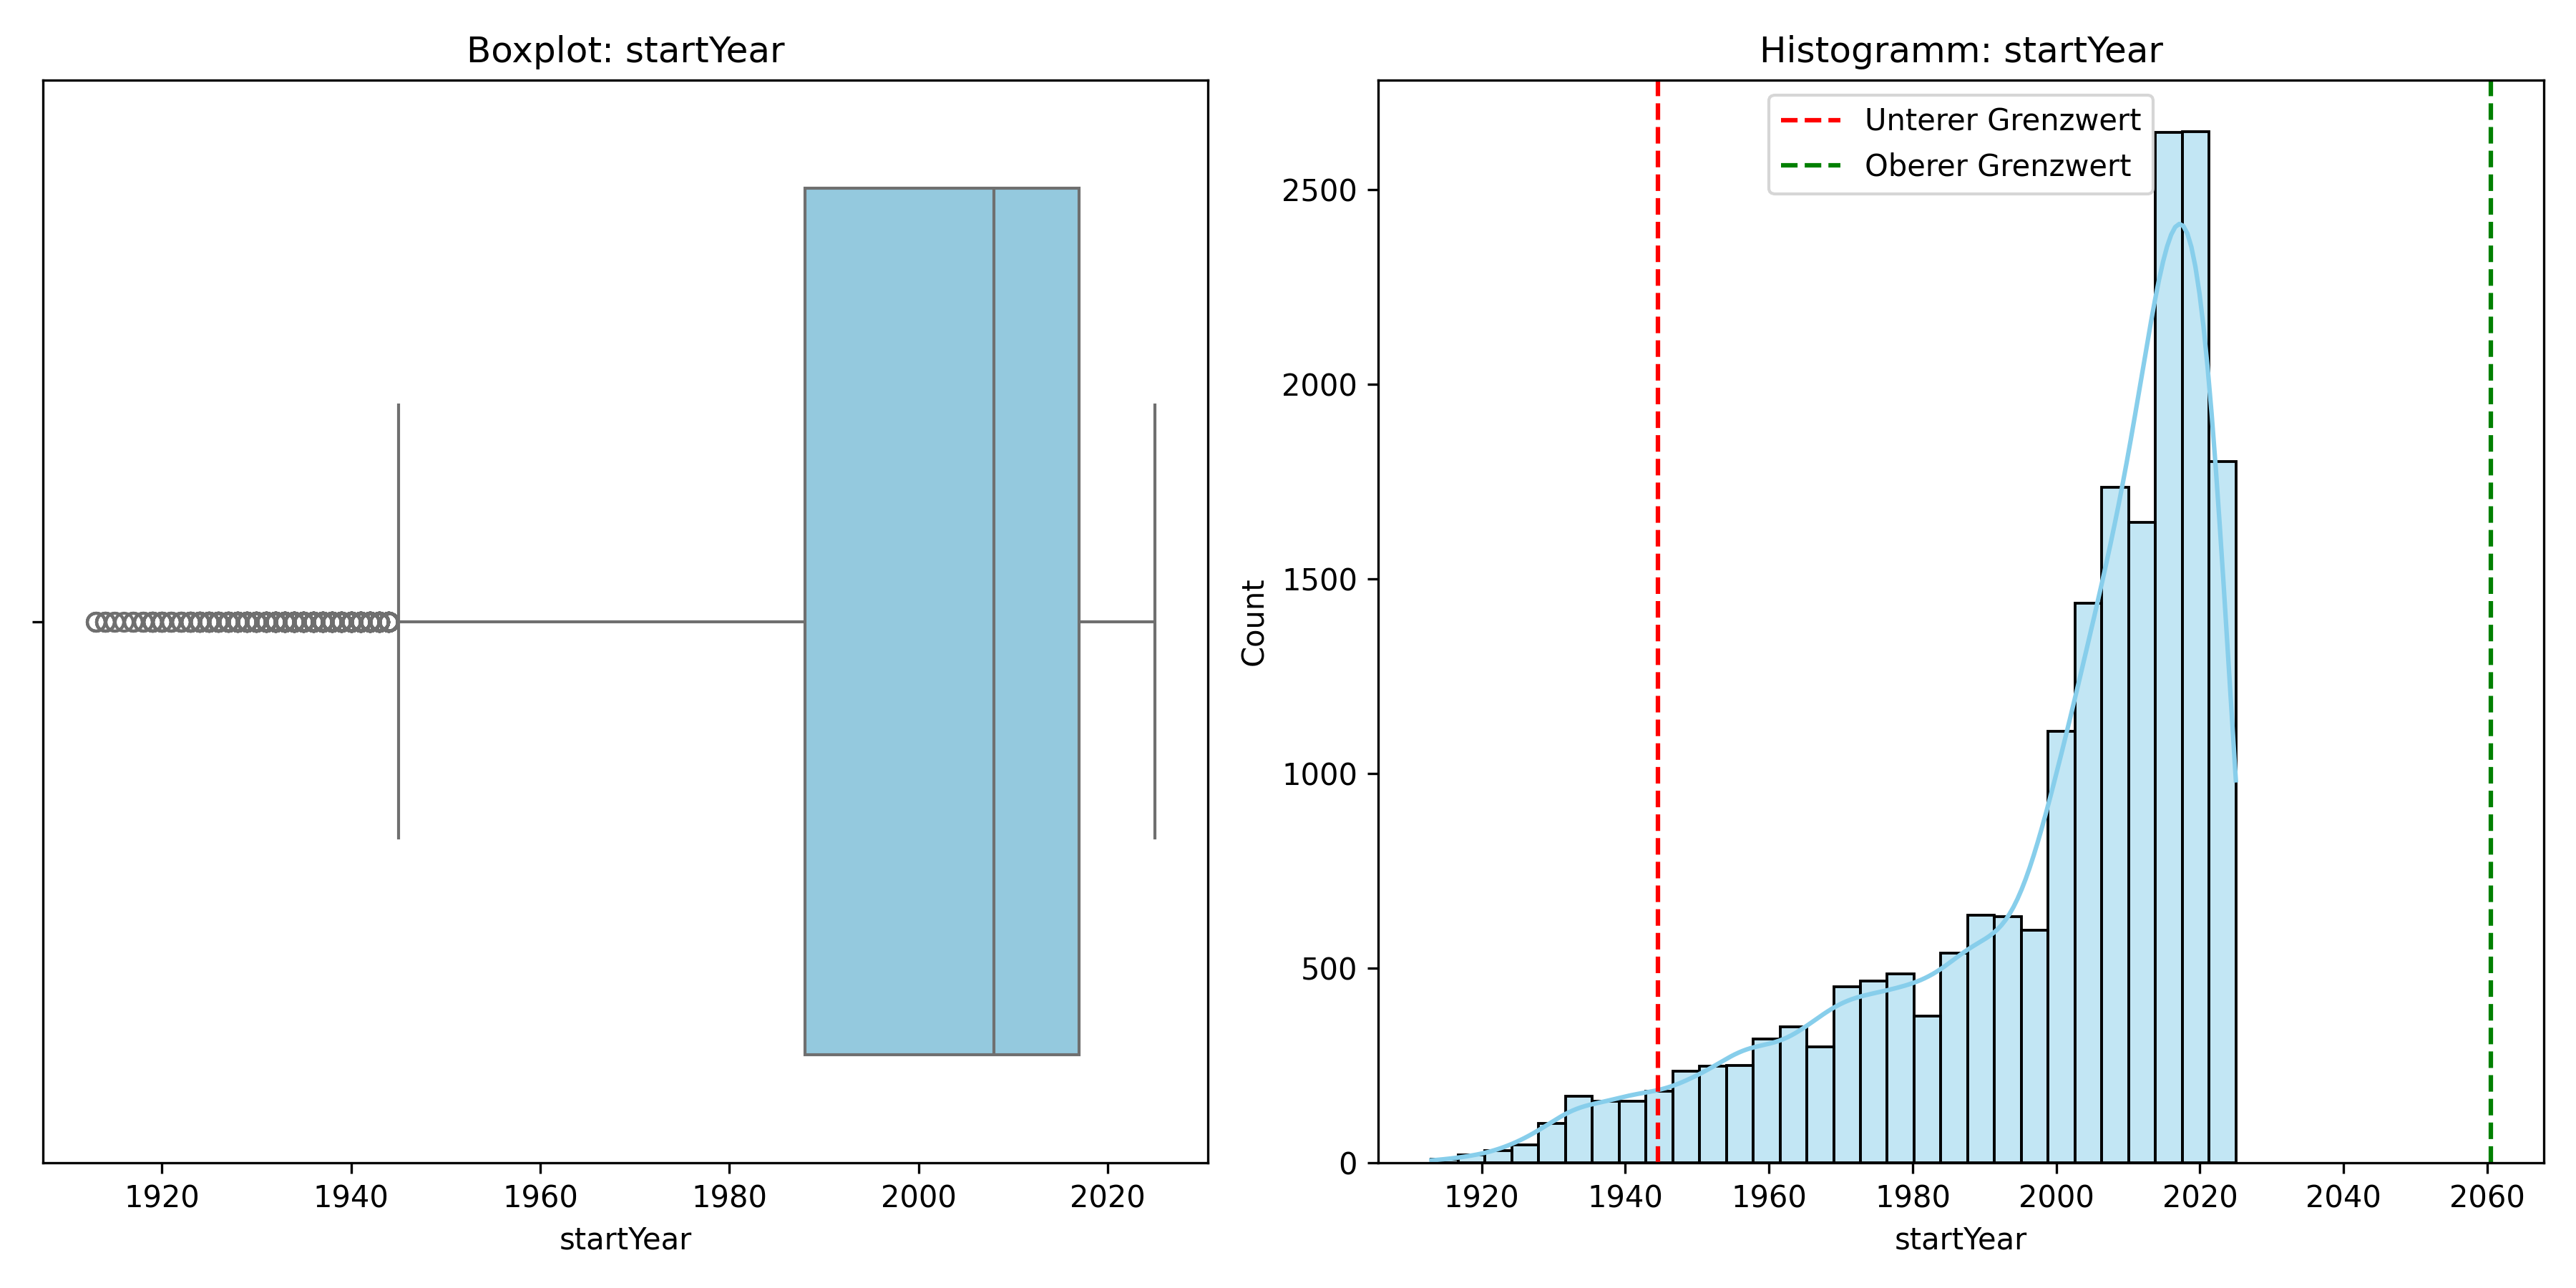 Boxplot: startYear
1920 1940 1960 1980 2000 2020
startYear
Histogramm: startYear
Unterer Grenzwert
Oberer Grenzwert
Count
2500
2000
1500
1000
500
0
1920 1940 1960 1980 2000 2020 2040 2060
startYear